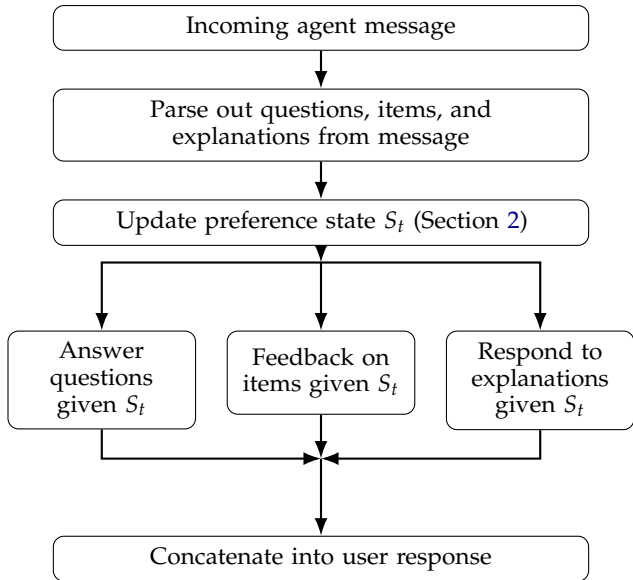 Incoming agent message
Parse out questions, items, and
explanations from message
Update preference state S_t (Section 2)
Answer
questions
given S_t
Feedback on
items given S_t
Respond to
explanations
given S_t
Concatenate into user response